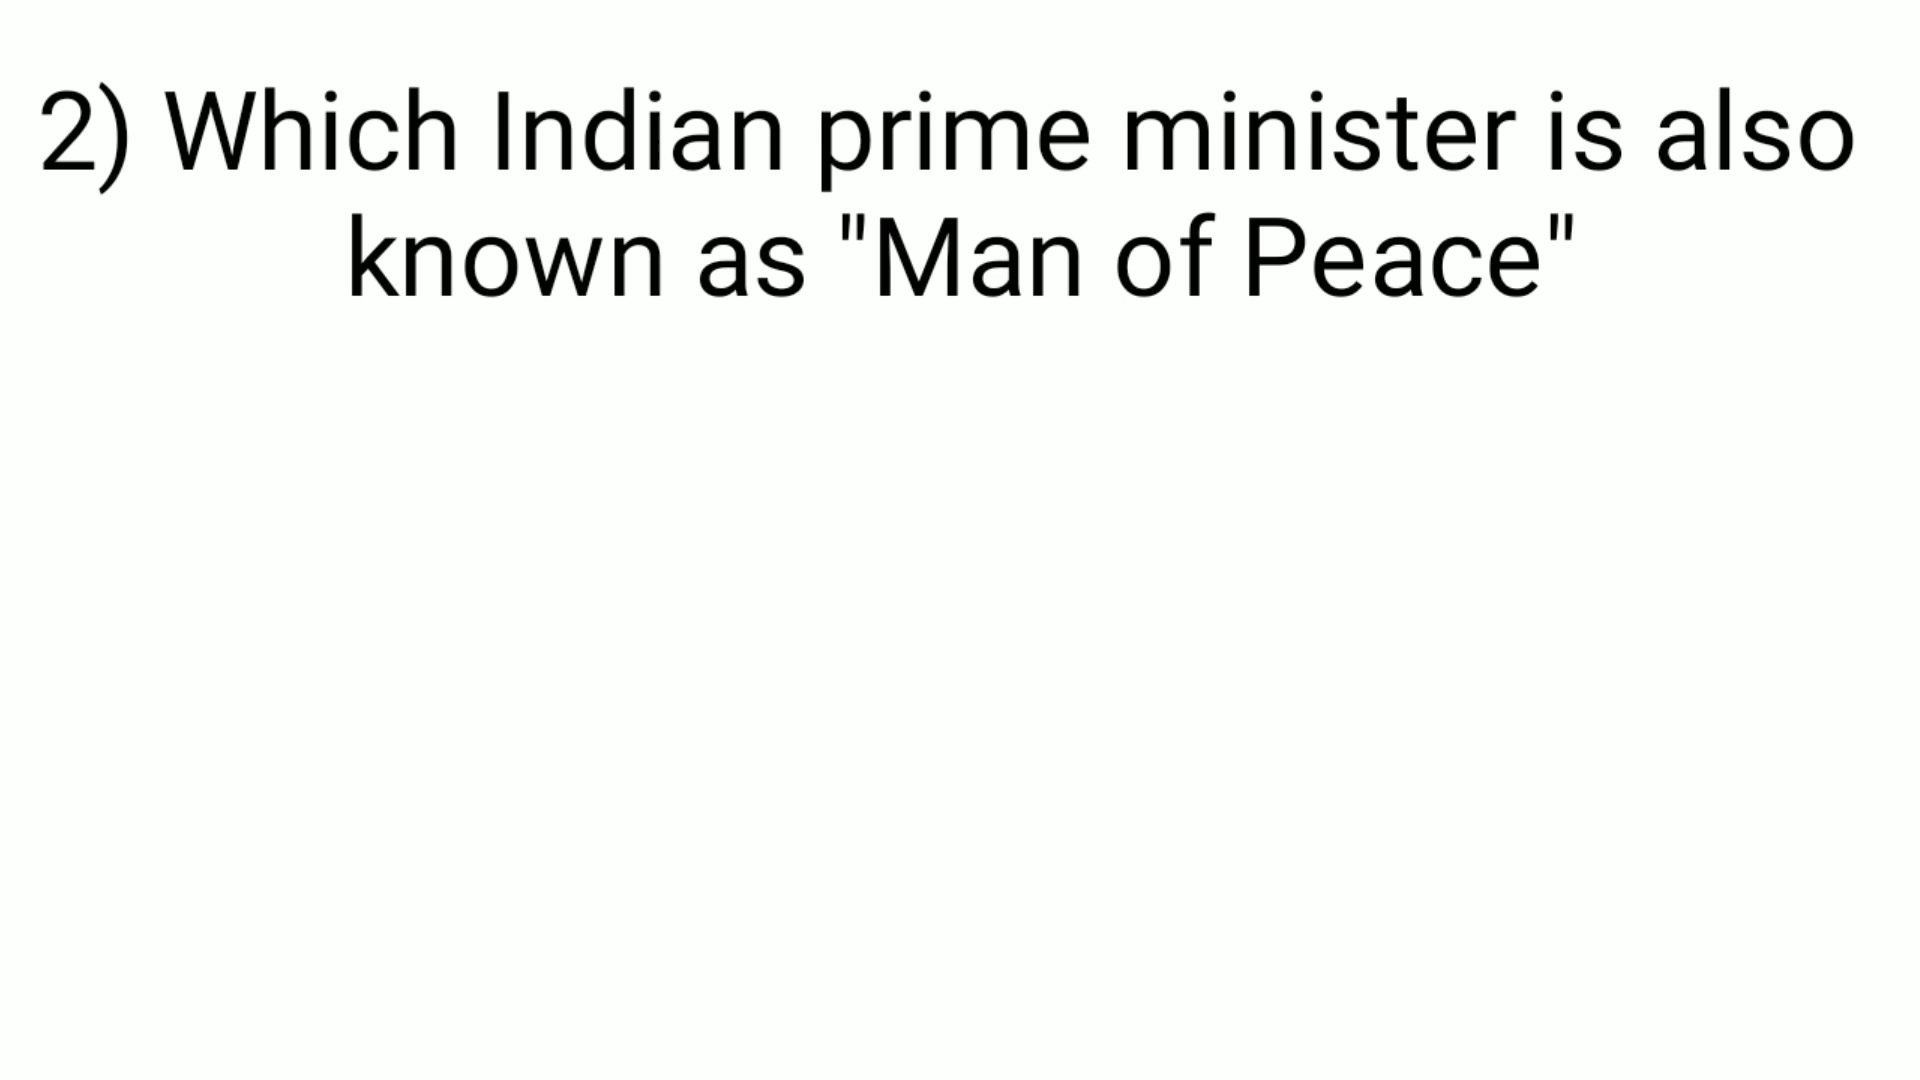 2) Which Indian prime minister is also
known as "Man of Peace"